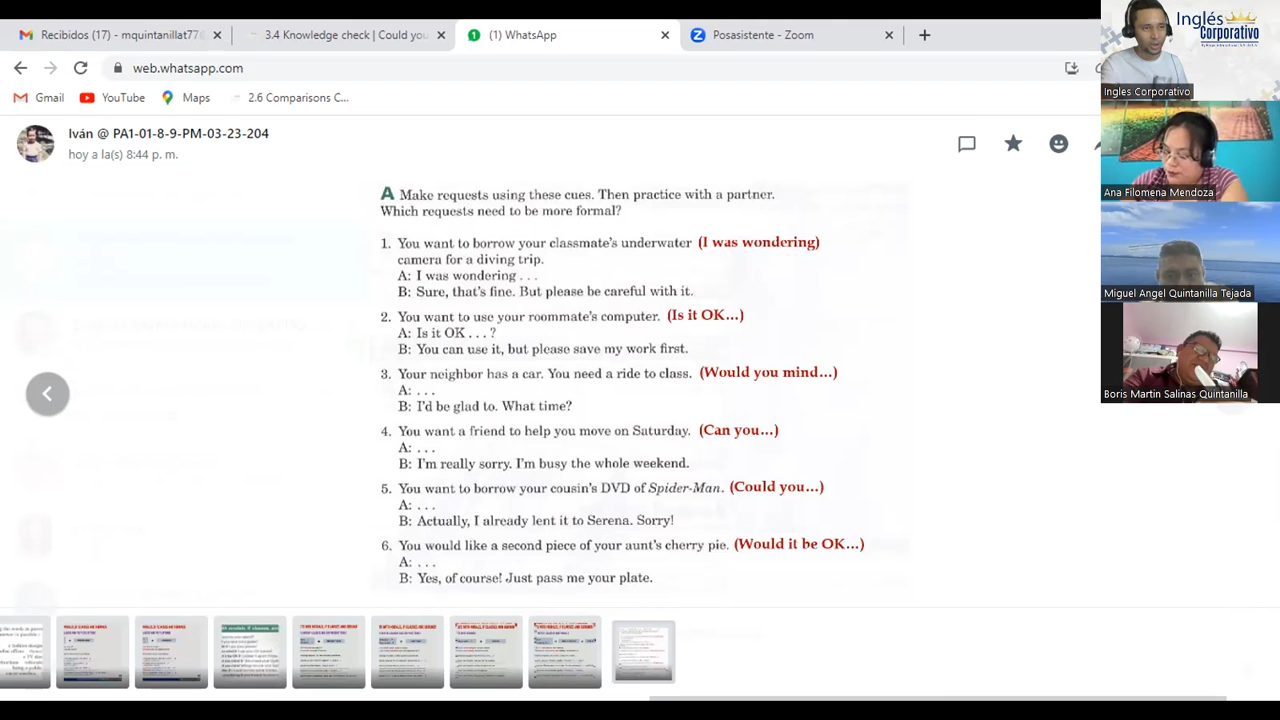 Recibidos (17) - mquintanillat77@
3.4 Knowledge check | Could you
(1) WhatsApp
Posasistente - Zoom
web.whatsapp.com
Gmail
YouTube
Maps
2.6 Comparisons C...
Iván @ PA1-01-8-9-PM-03-23-204
hoy a la(s) 8:44 p. m.
A Make requests using these cues. Then practice with a partner.
Which requests need to be more formal?
1. You want to borrow your classmate's underwater (I was wondering)
camera for a diving trip.
A: I was wondering . . .
B: Sure, that's fine. But please be careful with it.
2. You want to use your roommate's computer. (Is it OK...)
A: Is it OK . . . ?
B: You can use it, but please save my work first.
3. Your neighbor has a car. You need a ride to class. (Would you mind...)
A: . . .
B: I'd be glad to. What time?
4. You want a friend to help you move on Saturday. (Can you...)
A: . . .
B: I'm really sorry. I'm busy the whole weekend.
5. You want to borrow your cousin's DVD of Spider-Man. (Could you...)
A: . . .
B: Actually, I already lent it to Serena. Sorry!
6. You would like a second piece of your aunt's cherry pie. (Would it be OK...)
A: . . .
B: Yes, of course! Just pass me your plate.
Inglés
Corporativo
Ingles Corporativo
Ana Filomena Mendoza
Miguel Angel Quintanilla Tejada
Boris Martin Salinas Quintanilla